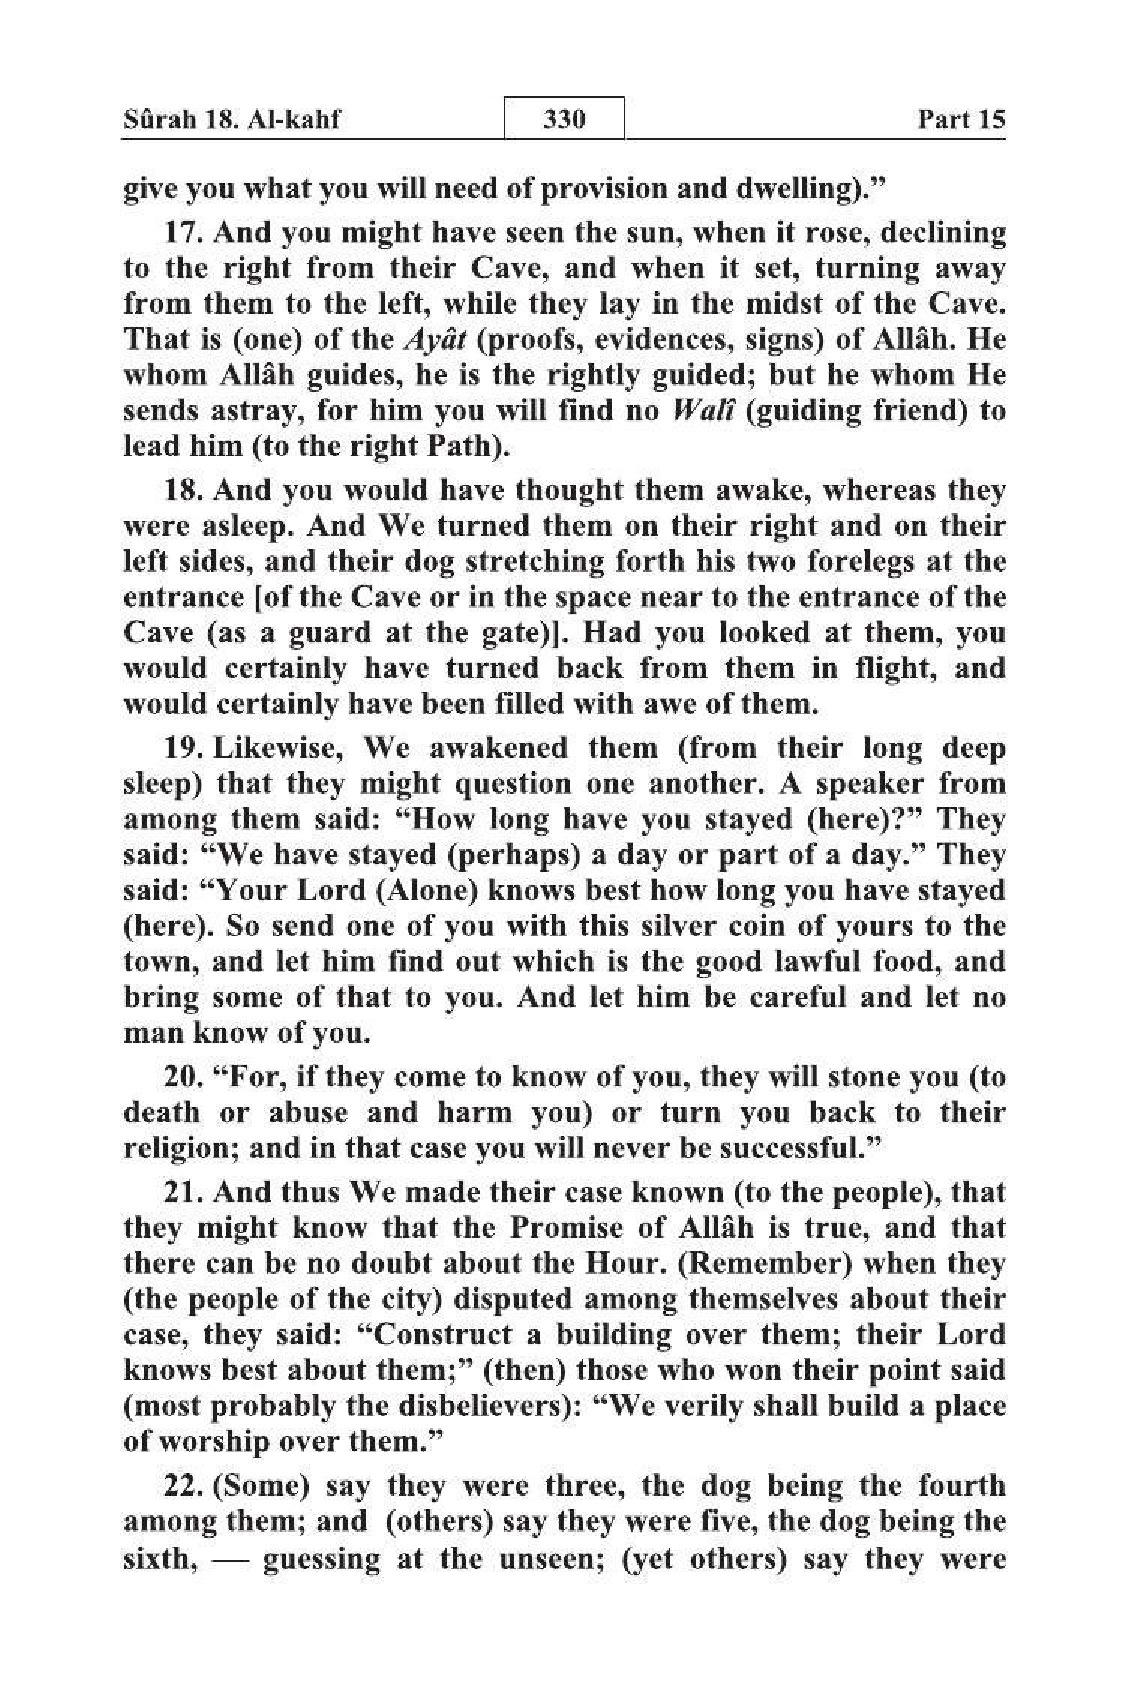 Sûrah 18. Al-kahf 330 Part 15
give you what you will need of provision and dwelling).”
17. And you might have seen the sun, when it rose, declining
to the right from their Cave, and when it set, turning away
from them to the left, while they lay in the midst of the Cave.
That is (one) of the Ayât (proofs, evidences, signs) of Allâh. He
whom Allâh guides, he is the rightly guided; but he whom He
sends astray, for him you will find no Walî (guiding friend) to
lead him (to the right Path).
18. And you would have thought them awake, whereas they
were asleep. And We turned them on their right and on their
left sides, and their dog stretching forth his two forelegs at the
entrance [of the Cave or in the space near to the entrance of the
Cave (as a guard at the gate)]. Had you looked at them, you
would certainly have turned back from them in flight, and
would certainly have been filled with awe of them.
19. Likewise, We awakened them (from their long deep
sleep) that they might question one another. A speaker from
among them said: “How long have you stayed (here)?” They
said: “We have stayed (perhaps) a day or part of a day.” They
said: “Your Lord (Alone) knows best how long you have stayed
(here). So send one of you with this silver coin of yours to the
town, and let him find out which is the good lawful food, and
bring some of that to you. And let him be careful and let no
man know of you.
20. “For, if they come to know of you, they will stone you (to
death or abuse and harm you) or turn you back to their
religion; and in that case you will never be successful.”
21. And thus We made their case known (to the people), that
they might know that the Promise of Allâh is true, and that
there can be no doubt about the Hour. (Remember) when they
(the people of the city) disputed among themselves about their
case, they said: “Construct a building over them; their Lord
knows best about them;” (then) those who won their point said
(most probably the disbelievers): “We verily shall build a place
of worship over them.”
22. (Some) say they were three, the dog being the fourth
among them; and (others) say they were five, the dog being the
sixth, — guessing at the unseen; (yet others) say they were